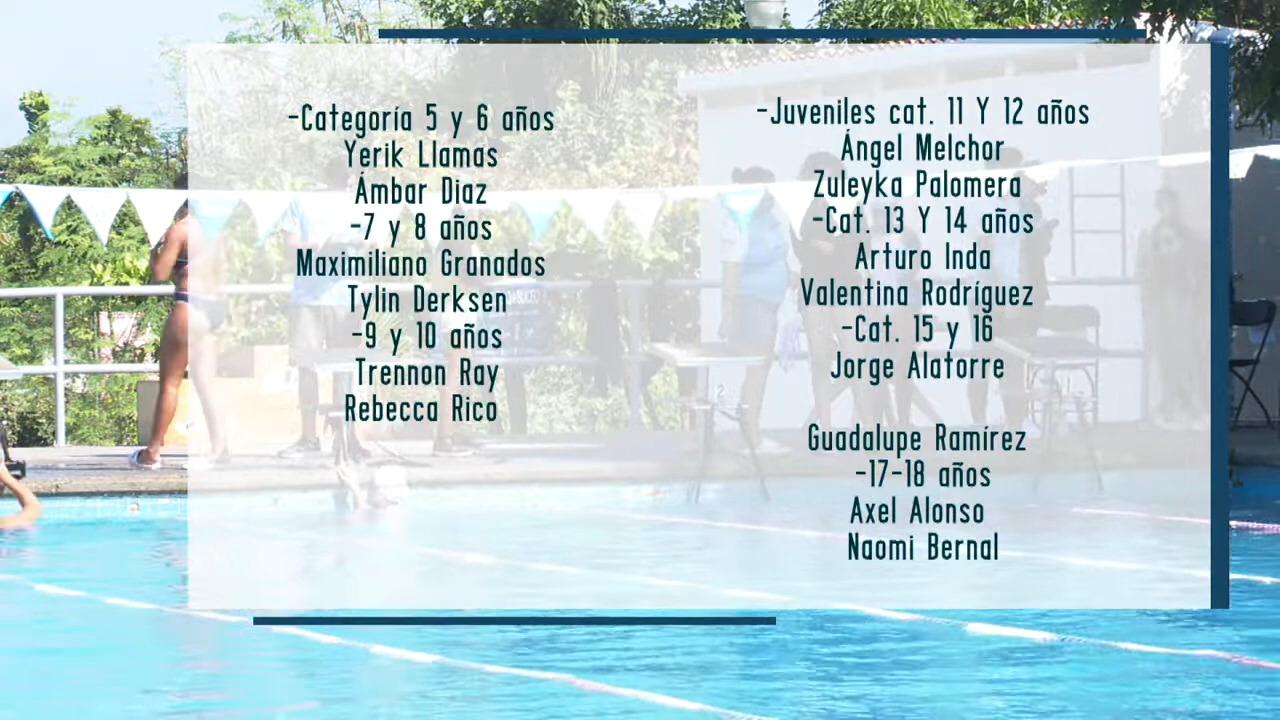 -Categoría 5 y 6 años
Yerik Llamas
Ámbar Diaz
-7 y 8 años
Maximiliano Granados
Tylin Derksen
-9 y 10 años
Trennon Ray
Rebecca Rico
-Juveniles cat. 11 Y 12 años
Ángel Melchor
Zuleyka Palomera
-Cat. 13 Y 14 años
Arturo Inda
Valentina Rodríguez
-Cat. 15 y 16
Jorge Alatorre
Guadalupe Ramírez
-17-18 años
Axel Alonso
Naomi Bernal